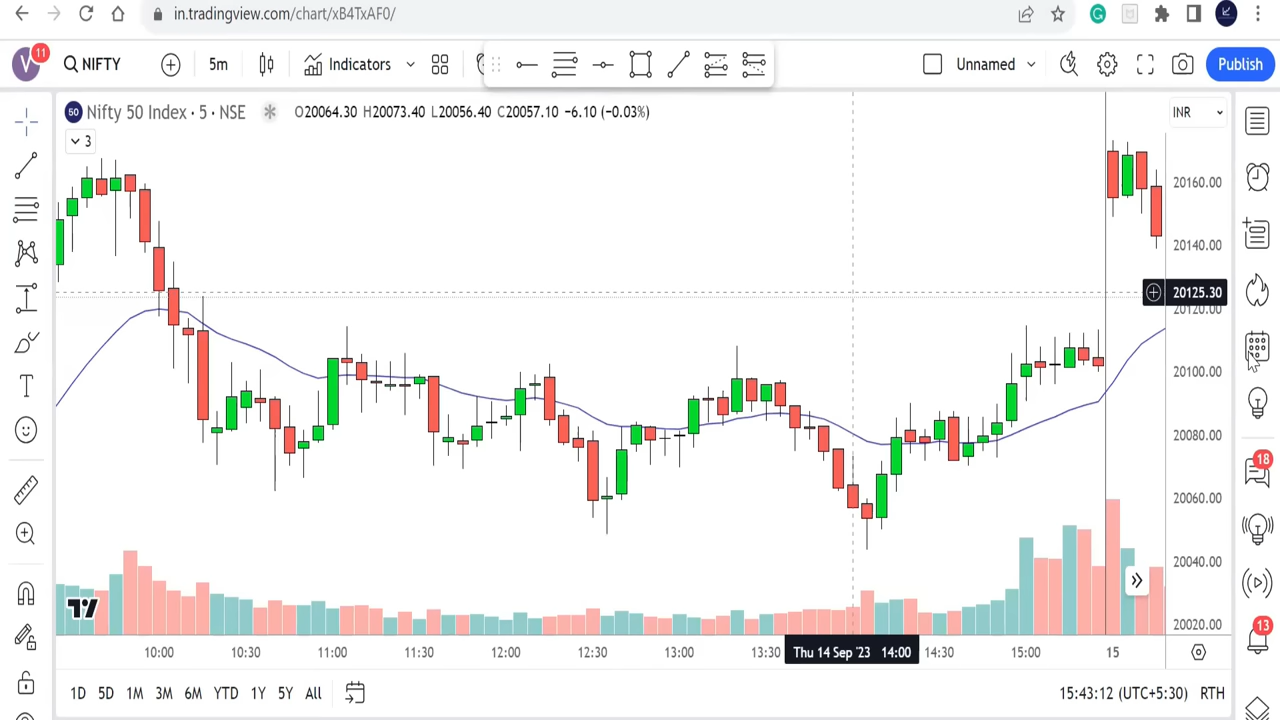 in.tradingview.com/chart/xB4TxAF0/
V 11 NIFTY 5m Indicators Unnamed Publish
50 Nifty 50 Index · 5 · NSE O20064.30 H20073.40 L20056.40 C20057.10 −6.10 (−0.03%) INR
3
20160.00
20140.00
20125.30
20120.00
20100.00
20080.00
18
20060.00
20040.00
20020.00
13
10:00 10:30 11:00 11:30 12:00 12:30 13:00 13:30 Thu 14 Sep '23 14:00 14:30 15:00 15
1D 5D 1M 3M 6M YTD 1Y 5Y All 15:43:12 (UTC+5:30) RTH